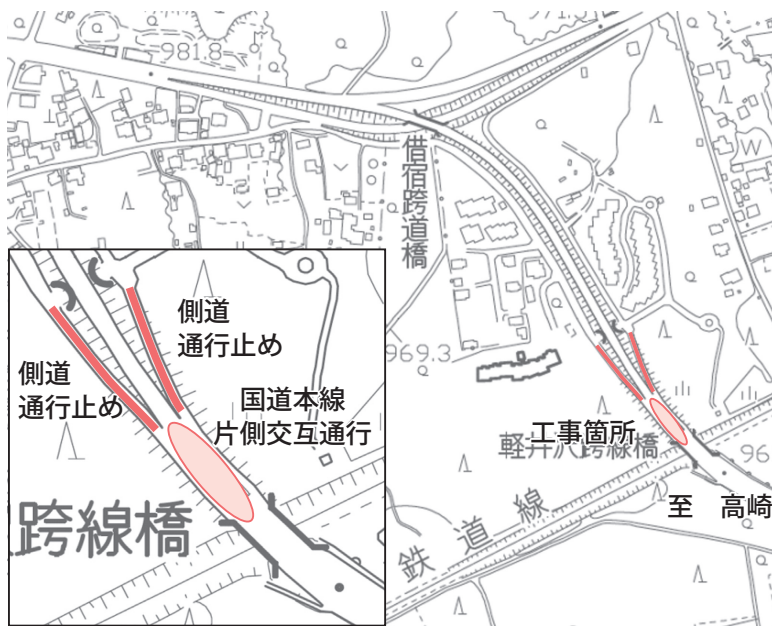 981.8
971.5
借宿跨道橋
969.3
側道
通行止め
側道
通行止め
国道本線
片側交互通行
跨線橋
工事箇所
軽井沢跨線橋
96
至 高崎
鉄道線